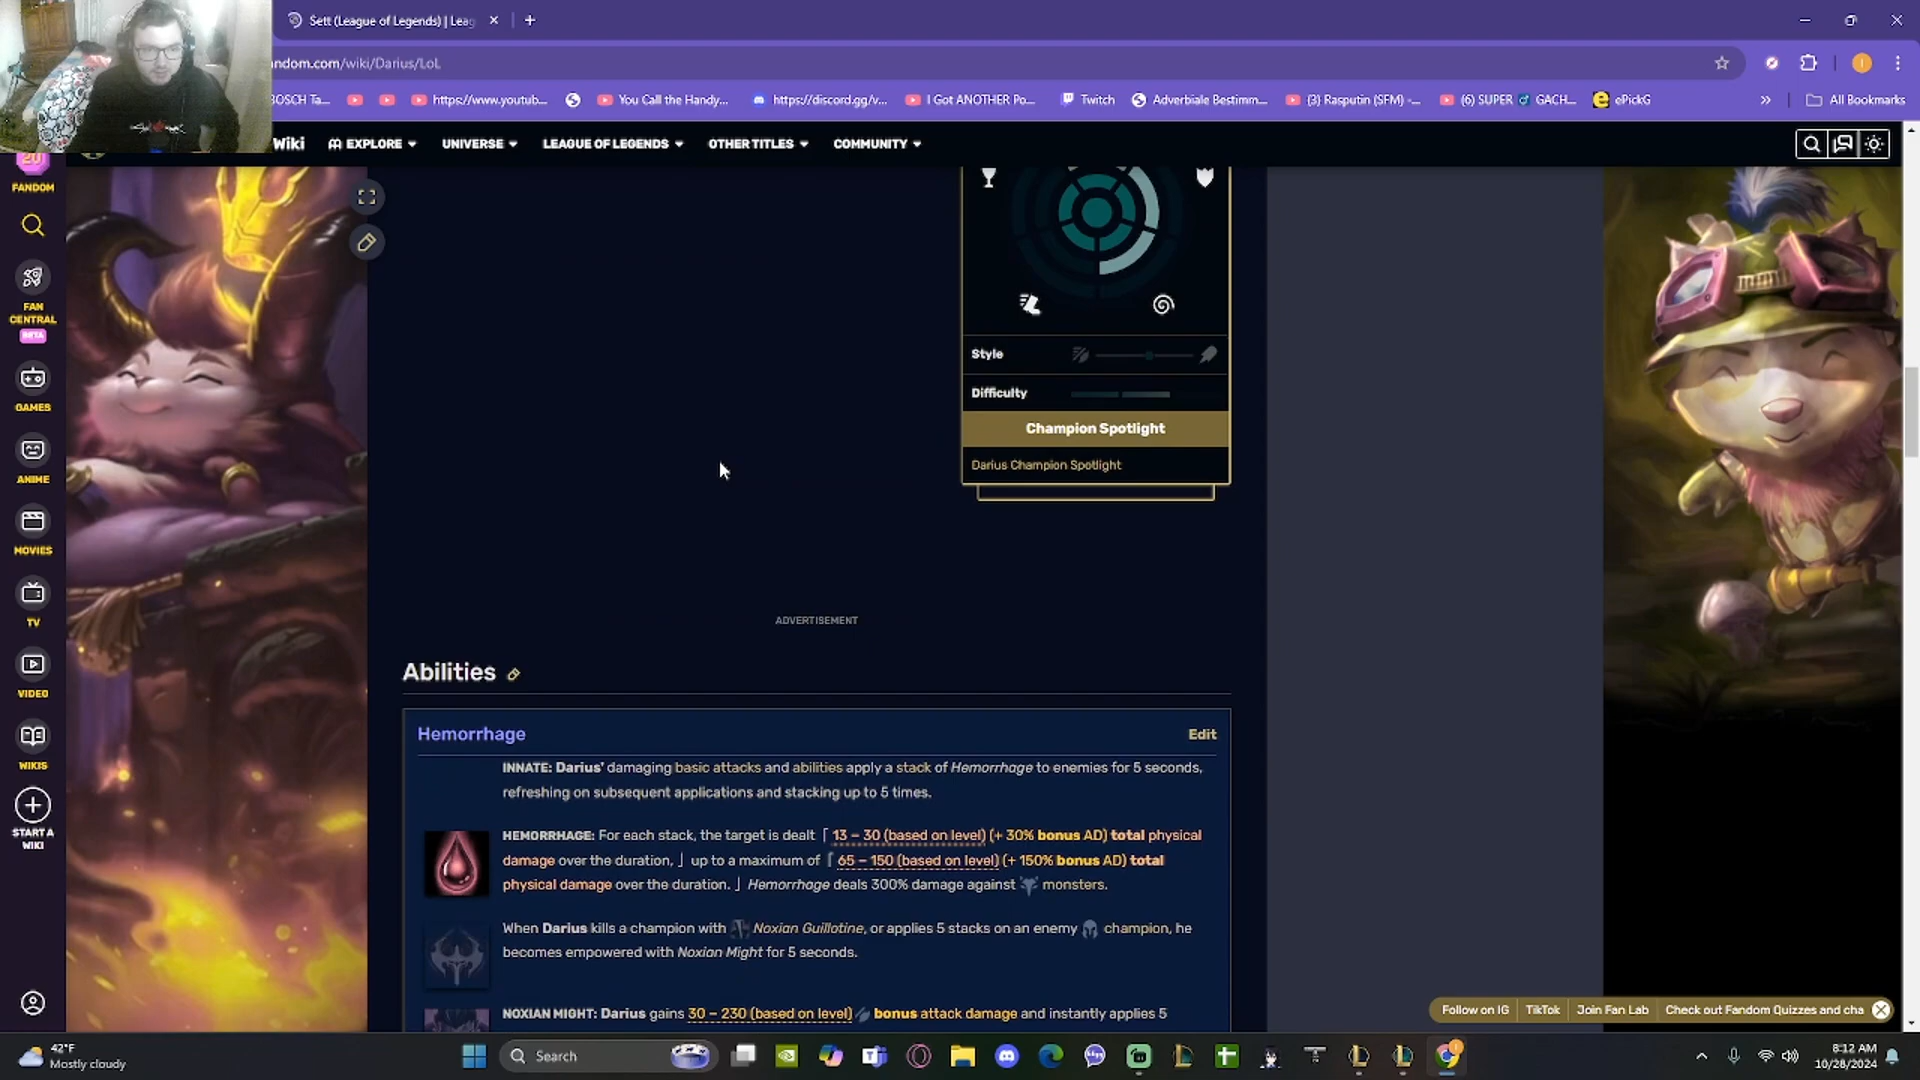 Sett (League of Legends) | Leag
ndom.com/wiki/Darius/LoL
BOSCH Ta...
https://www.youtub...
You Call the Handy...
https://discord.gg/v...
I Got ANOTHER Po...
Twitch
Adverbiale Bestimm...
(3) Rasputin (SFM) -...
(6) SUPER GACH...
ePickG
All Bookmarks
Wiki
EXPLORE
UNIVERSE
LEAGUE OF LEGENDS
OTHER TITLES
COMMUNITY
FANDOM
FAN CENTRAL
BETA
GAMES
ANIME
MOVIES
TV
VIDEO
WIKIS
START A WIKI
Style
Difficulty
Champion Spotlight
Darius Champion Spotlight
ADVERTISEMENT
Abilities
Hemorrhage
Edit
INNATE: Darius' damaging basic attacks and abilities apply a stack of Hemorrhage to enemies for 5 seconds,
refreshing on subsequent applications and stacking up to 5 times.
HEMORRHAGE: For each stack, the target is dealt ⌈ 13 – 30 (based on level) (+ 30% bonus AD) total physical
damage over the duration, ⌋ up to a maximum of ⌈ 65 – 150 (based on level) (+ 150% bonus AD) total
physical damage over the duration. ⌋ Hemorrhage deals 300% damage against monsters.
When Darius kills a champion with Noxian Guillotine, or applies 5 stacks on an enemy champion, he
becomes empowered with Noxian Might for 5 seconds.
NOXIAN MIGHT: Darius gains 30 – 230 (based on level) bonus attack damage and instantly applies 5
Follow on IG
TikTok
Join Fan Lab
Check out Fandom Quizzes and cha
42°F
Mostly cloudy
Search
8:12 AM
10/28/2024